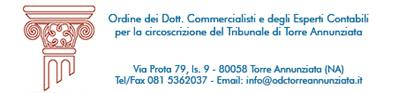 Ordine dei Dott. Commercialisti e degli Esperti Contabili
per la circoscrizione del Tribunale di Torre Annunziata
Via Prota 79, Is. 9 - 80058 Torre Annunziata (NA)
Tel/Fax 081 5362037 - Email: info@odctorreannunziata.it